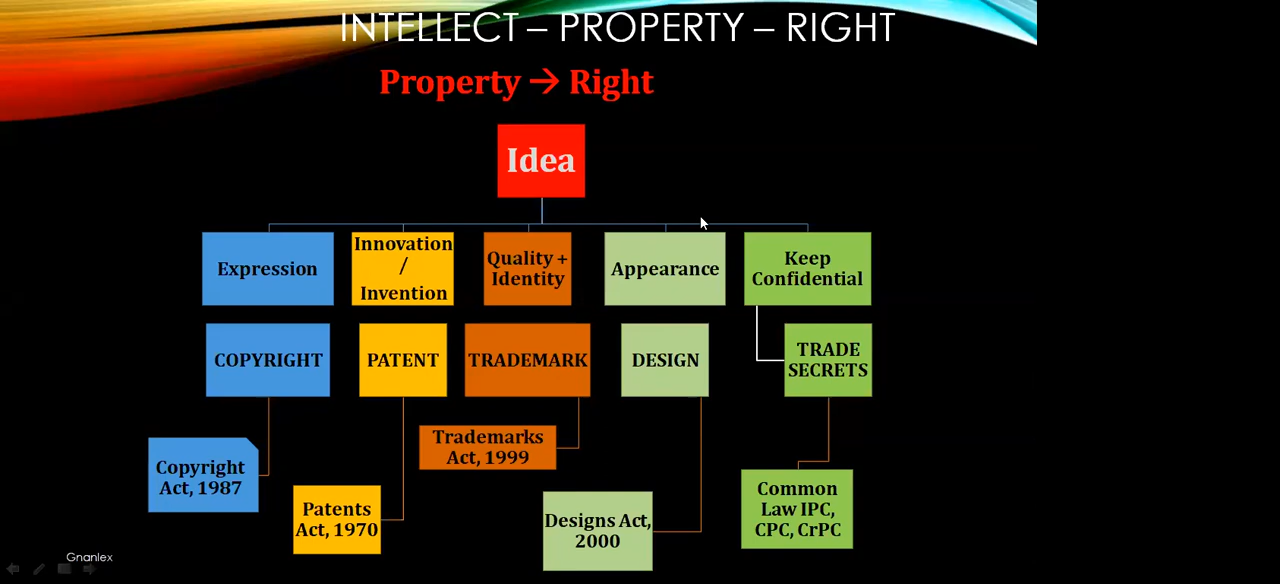 INTELLECT – PROPERTY – RIGHT
Property → Right
Idea
Expression
Innovation
/
Invention
Quality +
Identity
Appearance
Keep
Confidential
COPYRIGHT
PATENT
TRADEMARK
DESIGN
TRADE
SECRETS
Copyright
Act, 1987
Patents
Act, 1970
Trademarks
Act, 1999
Designs Act,
2000
Common
Law IPC,
CPC, CrPC
Gnanlex